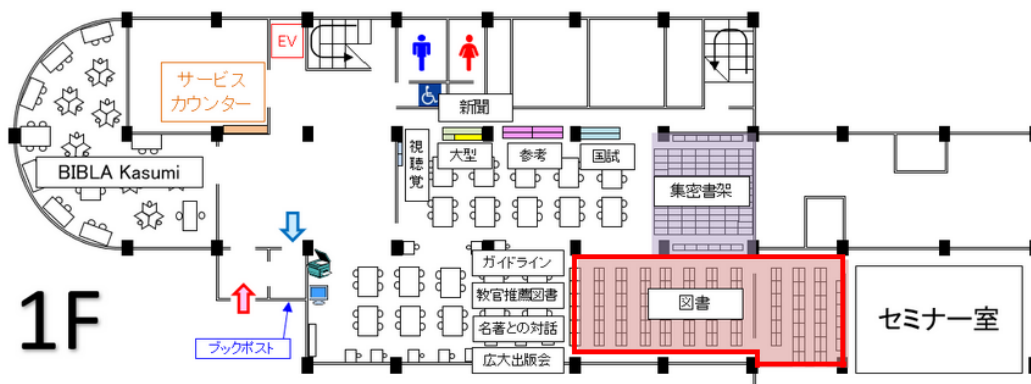 EV
サービス
カウンター
新聞
視聴覚
大型
参考
国試
BIBLA Kasumi
集密書架
ガイドライン
教官推薦図書
図書
名著との対話
広大出版会
セミナー室
1F
ブックポスト